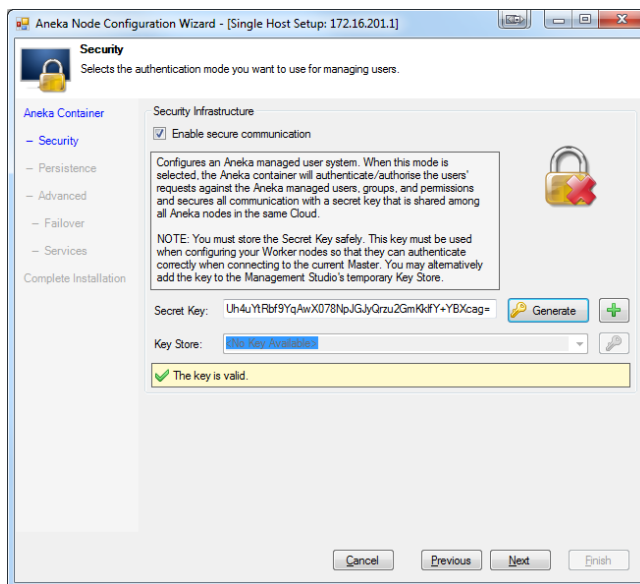 Aneka Node Configuration Wizard - [Single Host Setup: 172.16.201.1]
Security
Selects the authentication mode you want to use for managing users.
Aneka Container
– Security
– Persistence
– Advanced
– Failover
– Services
Complete Installation
Security Infrastructure
Enable secure communication
Configures an Aneka managed user system. When this mode is
selected, the Aneka container will authenticate/authorise the users'
requests against the Aneka managed users, groups, and permissions
and secures all communication with a secret key that is shared among
all Aneka nodes in the same Cloud.
NOTE: You must store the Secret Key safely. This key must be used
when configuring your Worker nodes so that they can authenticate
correctly when connecting to the current Master. You may alternatively
add the key to the Management Studio's temporary Key Store.
Secret Key: Uh4uYtRbf9YqAwX078NpJGJyQrzu2GmKklfY+YBXcag= Generate
Key Store: <No Key Available>
The key is valid.
Cancel Previous Next Finish